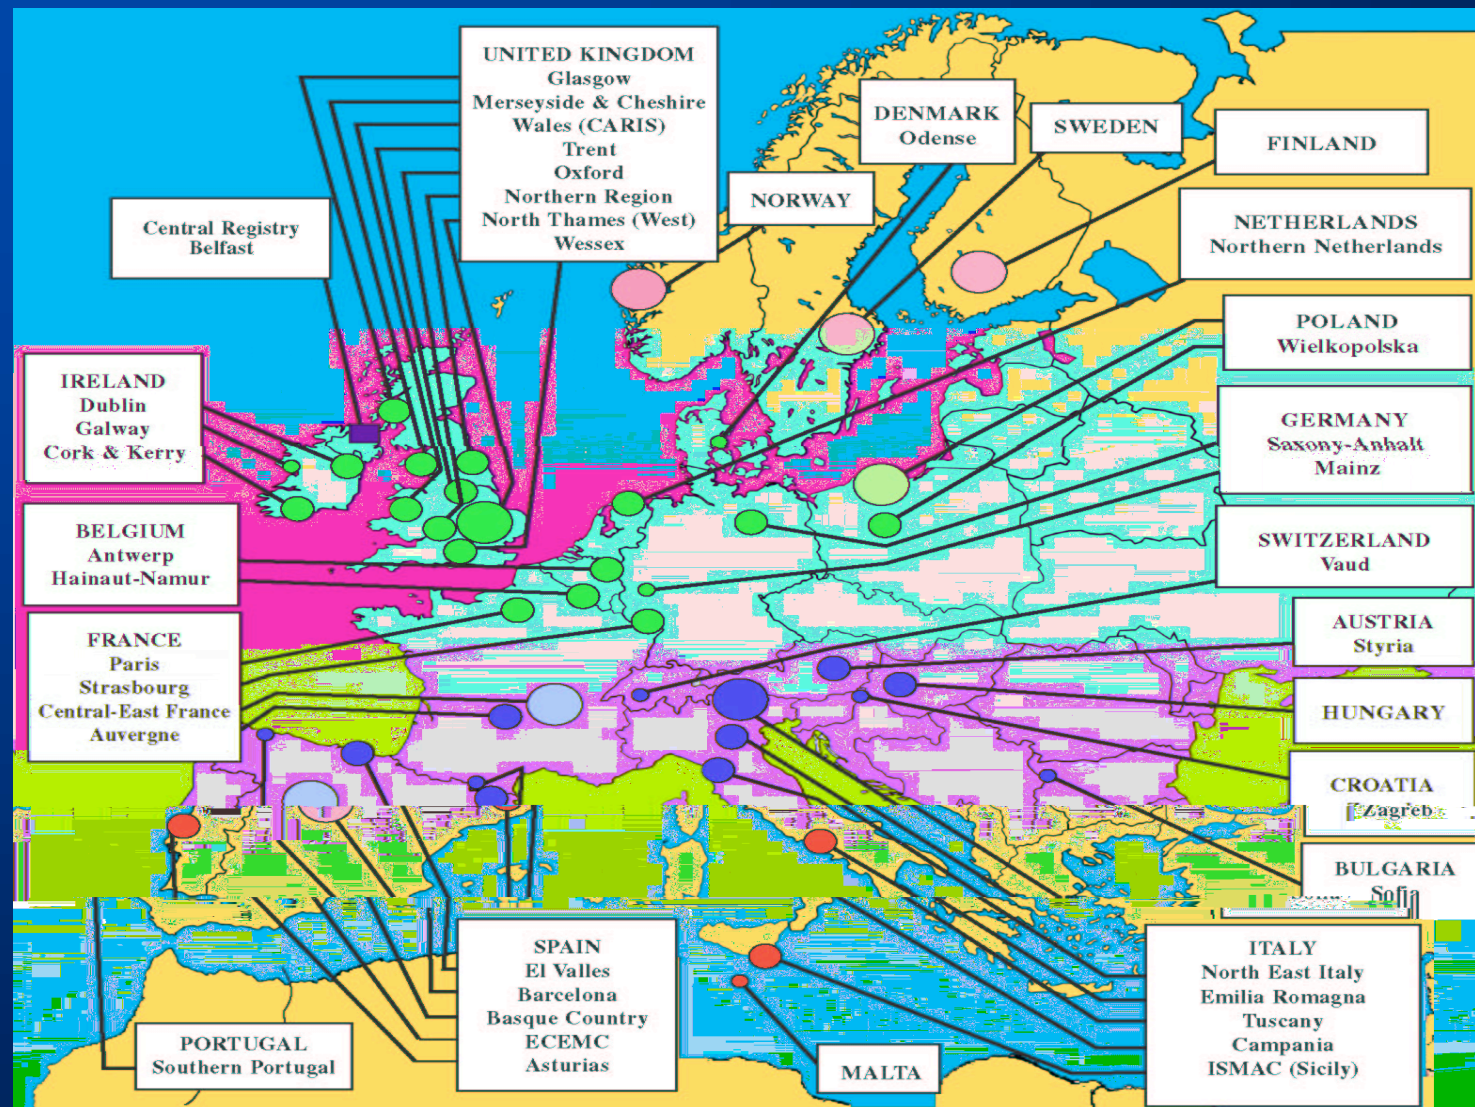 UNITED KINGDOM
Glasgow
Merseyside & Cheshire
Wales (CARIS)
Trent
Oxford
Northern Region
North Thames (West)
Wessex
DENMARK
Odense
SWEDEN
FINLAND
NORWAY
Central Registry
Belfast
NETHERLANDS
Northern Netherlands
POLAND
Wielkopolska
IRELAND
Dublin
Galway
Cork & Kerry
GERMANY
Saxony-Anhalt
Mainz
BELGIUM
Antwerp
Hainaut-Namur
SWITZERLAND
Vaud
FRANCE
Paris
Strasbourg
Central-East France
Auvergne
AUSTRIA
Styria
HUNGARY
CROATIA
Zagreb
BULGARIA
Sofia
SPAIN
El Valles
Barcelona
Basque Country
ECEMC
Asturias
ITALY
North East Italy
Emilia Romagna
Tuscany
Campania
ISMAC (Sicily)
PORTUGAL
Southern Portugal
MALTA